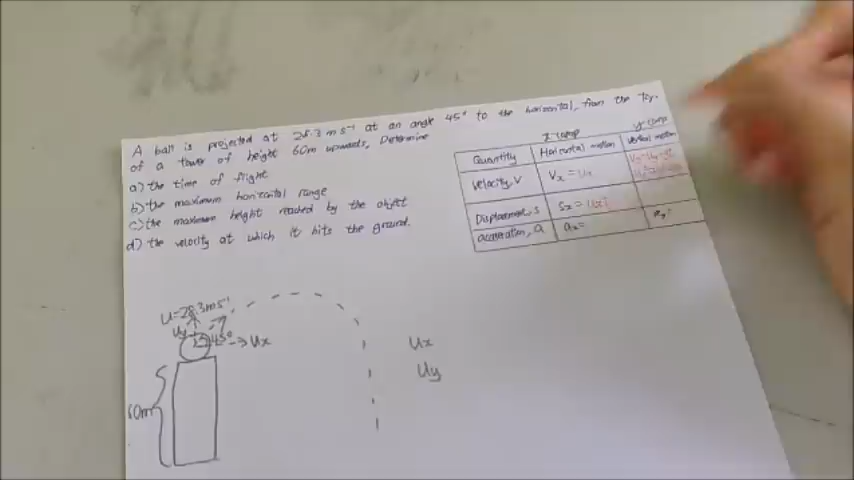 A ball is projected at 28.3 m s⁻¹ at an angle 45° to the horizontal, from the top
of a tower of height 60m upwards, Determine
a) the time of flight
b) the maximum horizontal range
c) the maximum height reached by the object
d) the velocity at which it hits the ground.
x comp
y comp
Quantity Horizontal motion Vertical motion
Velocity, V Vx = Ux
Displacement, s Sx = Uxt
acceleration, a ax=
U=28.3ms⁻¹
Uy
45° Ux
60m
Ux
Uy